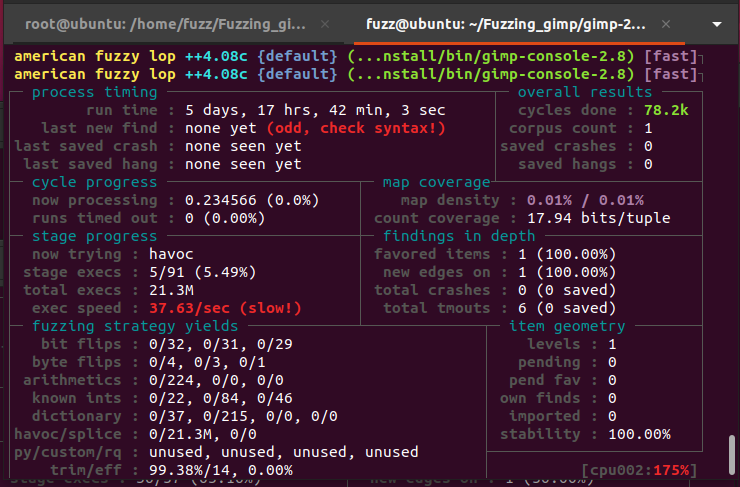 root@ubuntu: /home/fuzz/Fuzzing_gi... × fuzz@ubuntu: ~/Fuzzing_gimp/gimp-2... ×
american fuzzy lop ++4.08c {default} (...nstall/bin/gimp-console-2.8) [fast]
american fuzzy lop ++4.08c {default} (...nstall/bin/gimp-console-2.8) [fast]
process timing overall results
run time : 5 days, 17 hrs, 42 min, 3 sec cycles done : 78.2k
last new find : none yet (odd, check syntax!) corpus count : 1
last saved crash : none seen yet saved crashes : 0
last saved hang : none seen yet saved hangs : 0
cycle progress map coverage
now processing : 0.234566 (0.0%) map density : 0.01% / 0.01%
runs timed out : 0 (0.00%) count coverage : 17.94 bits/tuple
stage progress findings in depth
now trying : havoc favored items : 1 (100.00%)
stage execs : 5/91 (5.49%) new edges on : 1 (100.00%)
total execs : 21.3M total crashes : 0 (0 saved)
exec speed : 37.63/sec (slow!) total tmouts : 6 (0 saved)
fuzzing strategy yields item geometry
bit flips : 0/32, 0/31, 0/29 levels : 1
byte flips : 0/4, 0/3, 0/1 pending : 0
arithmetics : 0/224, 0/0, 0/0 pend fav : 0
known ints : 0/22, 0/84, 0/46 own finds : 0
dictionary : 0/37, 0/215, 0/0, 0/0 imported : 0
havoc/splice : 0/21.3M, 0/0 stability : 100.00%
py/custom/rq : unused, unused, unused, unused
trim/eff : 99.38%/14, 0.00% [cpu002:175%]